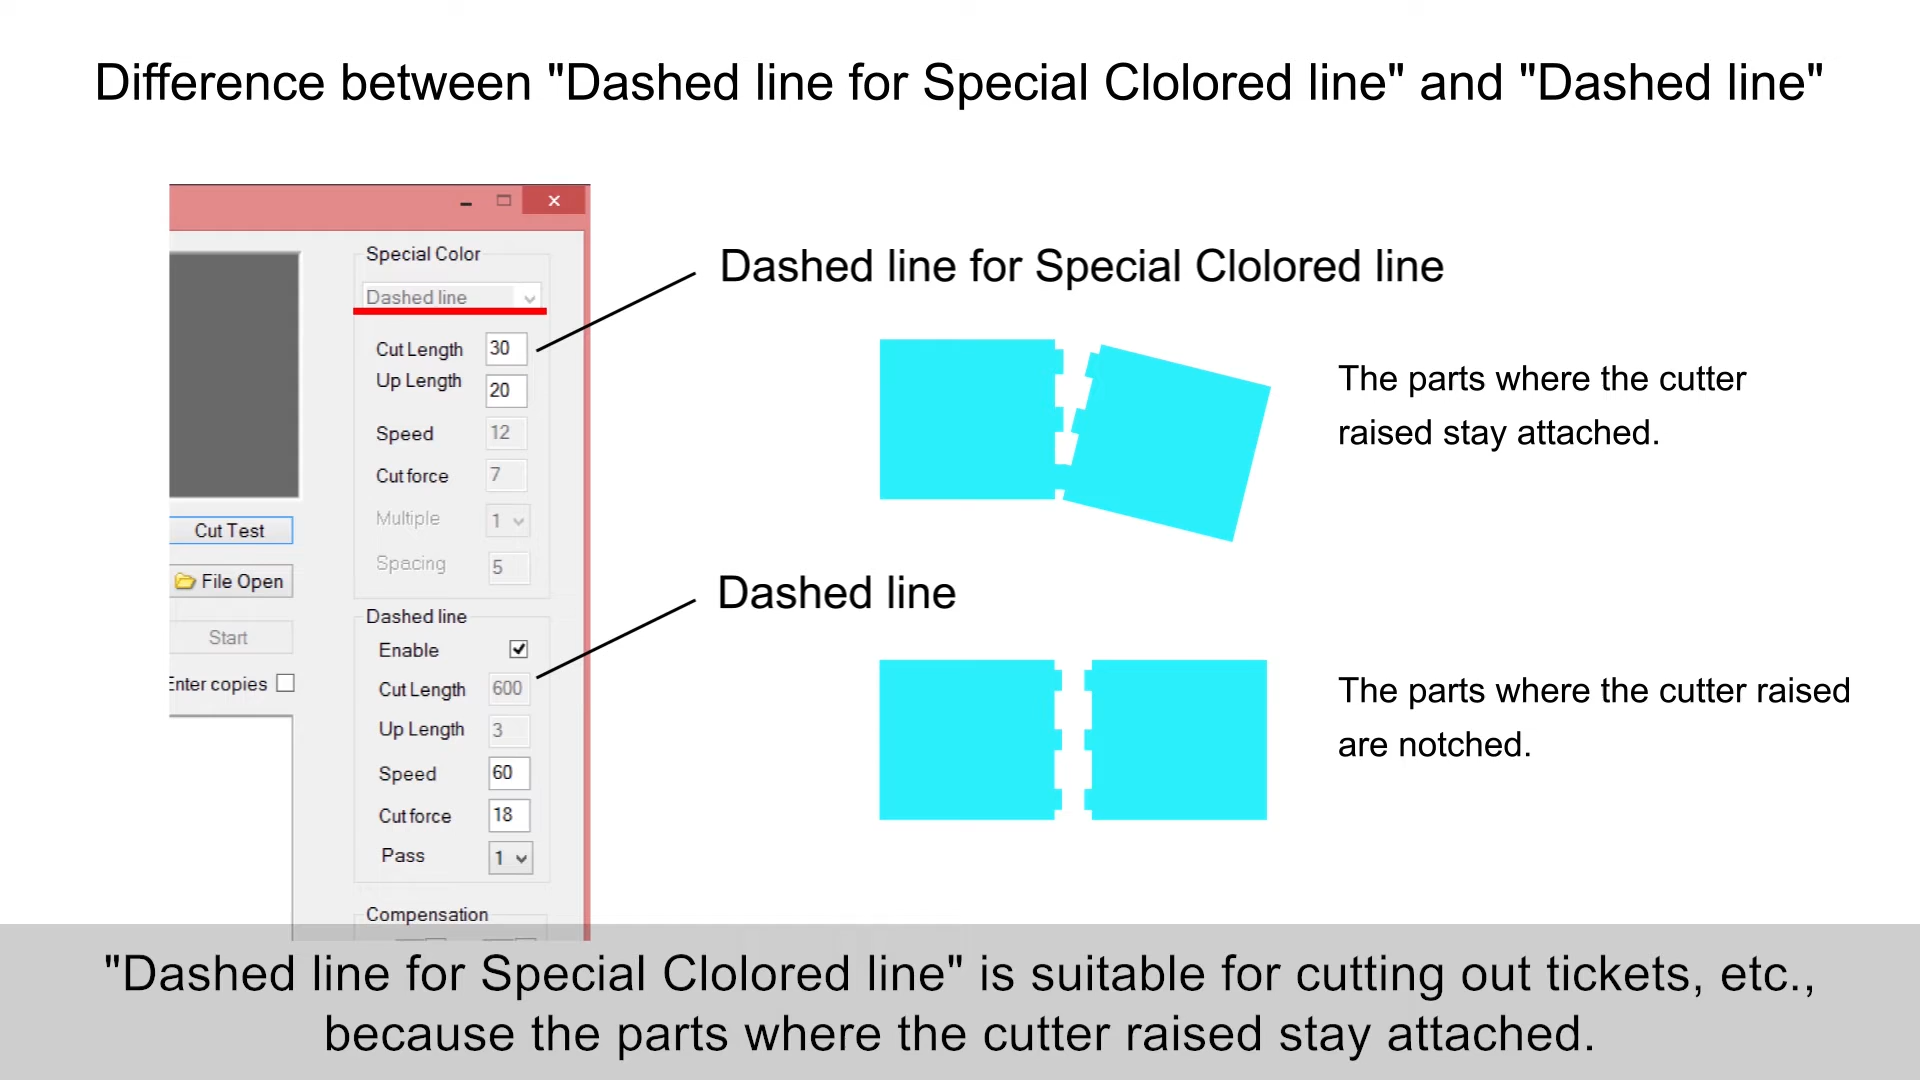 Difference between "Dashed line for Special Clolored line" and "Dashed line"
Special Color
Dashed line
Cut Length 30
Up Length 20
Speed 12
Cut force 7
Multiple 1
Spacing 5
Cut Test
File Open
Start
Enter copies
Dashed line
Enable
Cut Length 600
Up Length 3
Speed 60
Cut force 18
Pass 1
Compensation
Dashed line for Special Clolored line
The parts where the cutter
raised stay attached.
Dashed line
The parts where the cutter raised
are notched.
"Dashed line for Special Clolored line" is suitable for cutting out tickets, etc.,
because the parts where the cutter raised stay attached.